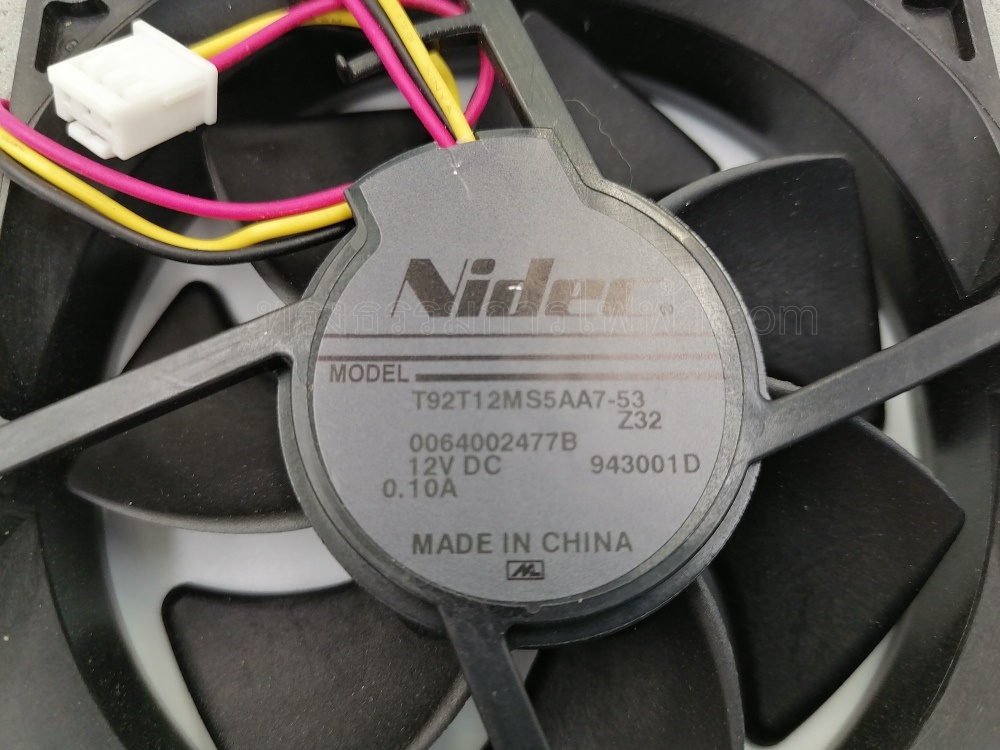 Nidec ®
MODEL
T92T12MS5AA7-53
Z32
0064002477B
12V DC 943001D
0.10A
MADE IN CHINA